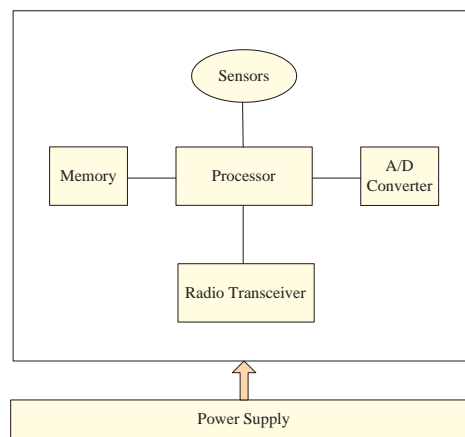 Sensors
Memory
Processor
A/D
Converter
Radio Transceiver
Power Supply